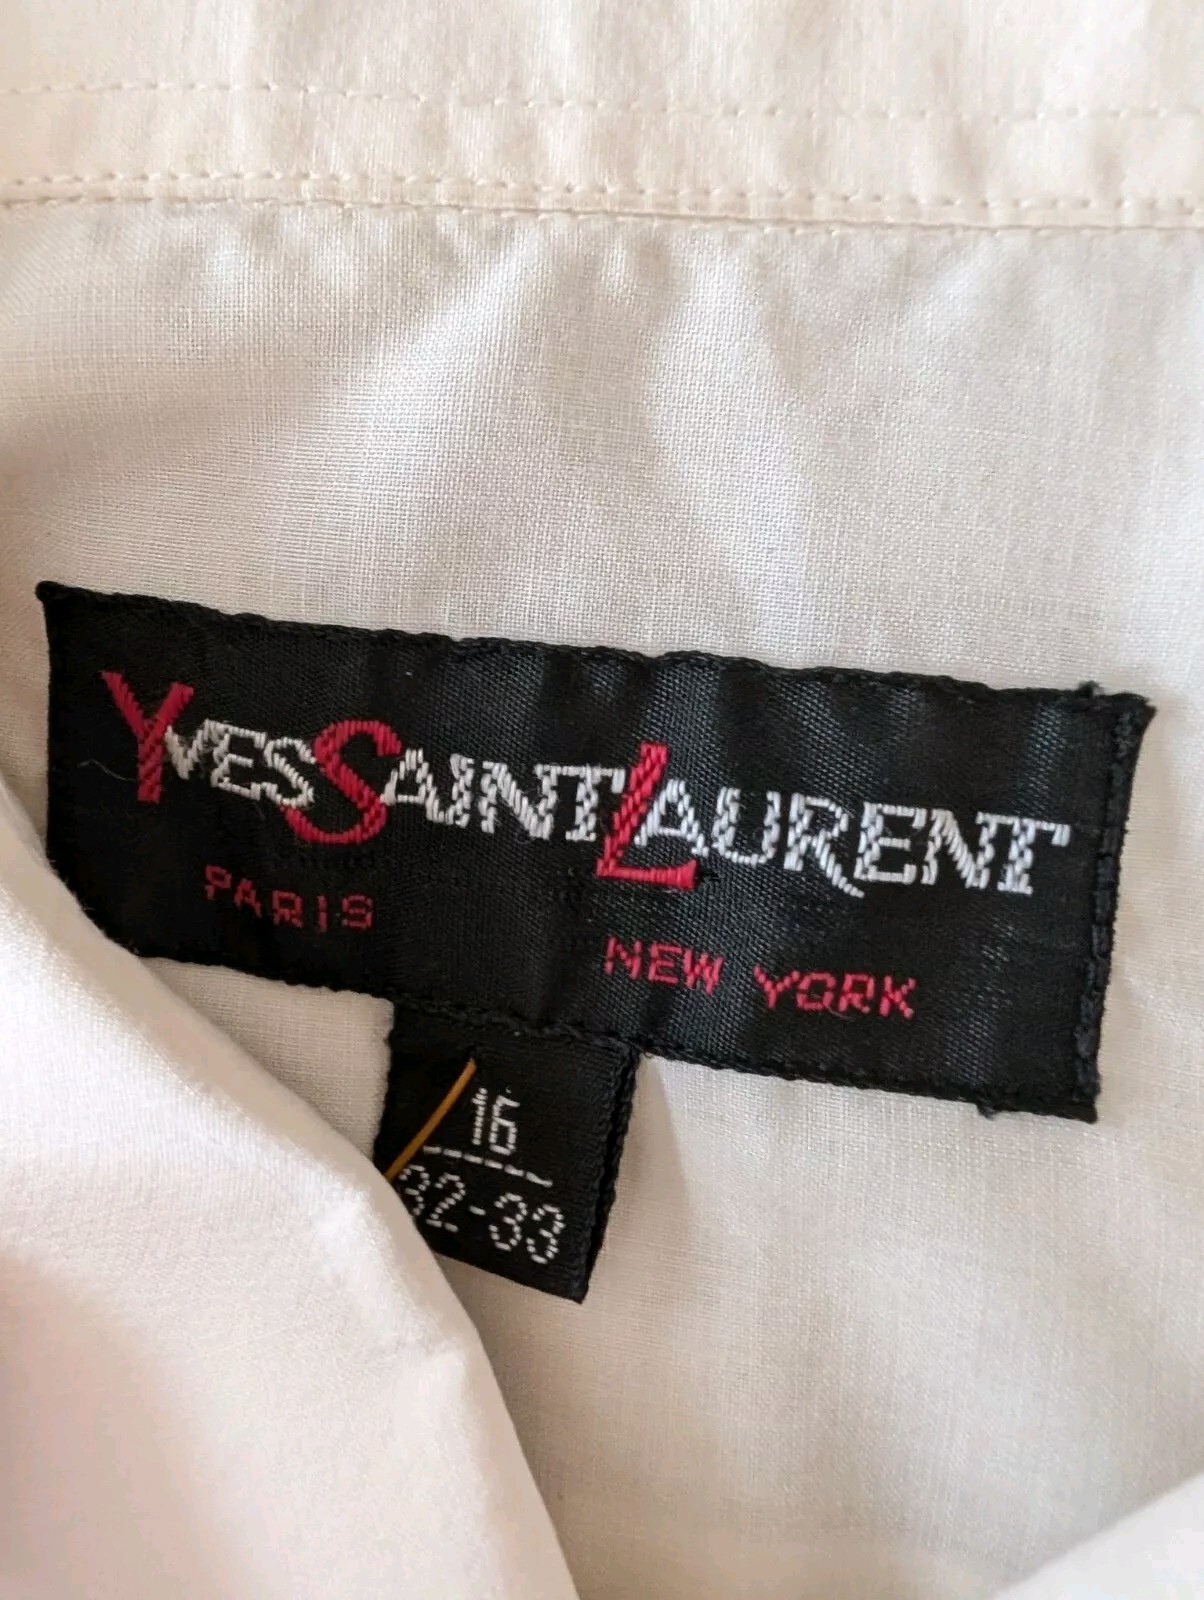 YVESSAINTLAURENT
PARIS
NEW YORK
16
32-33